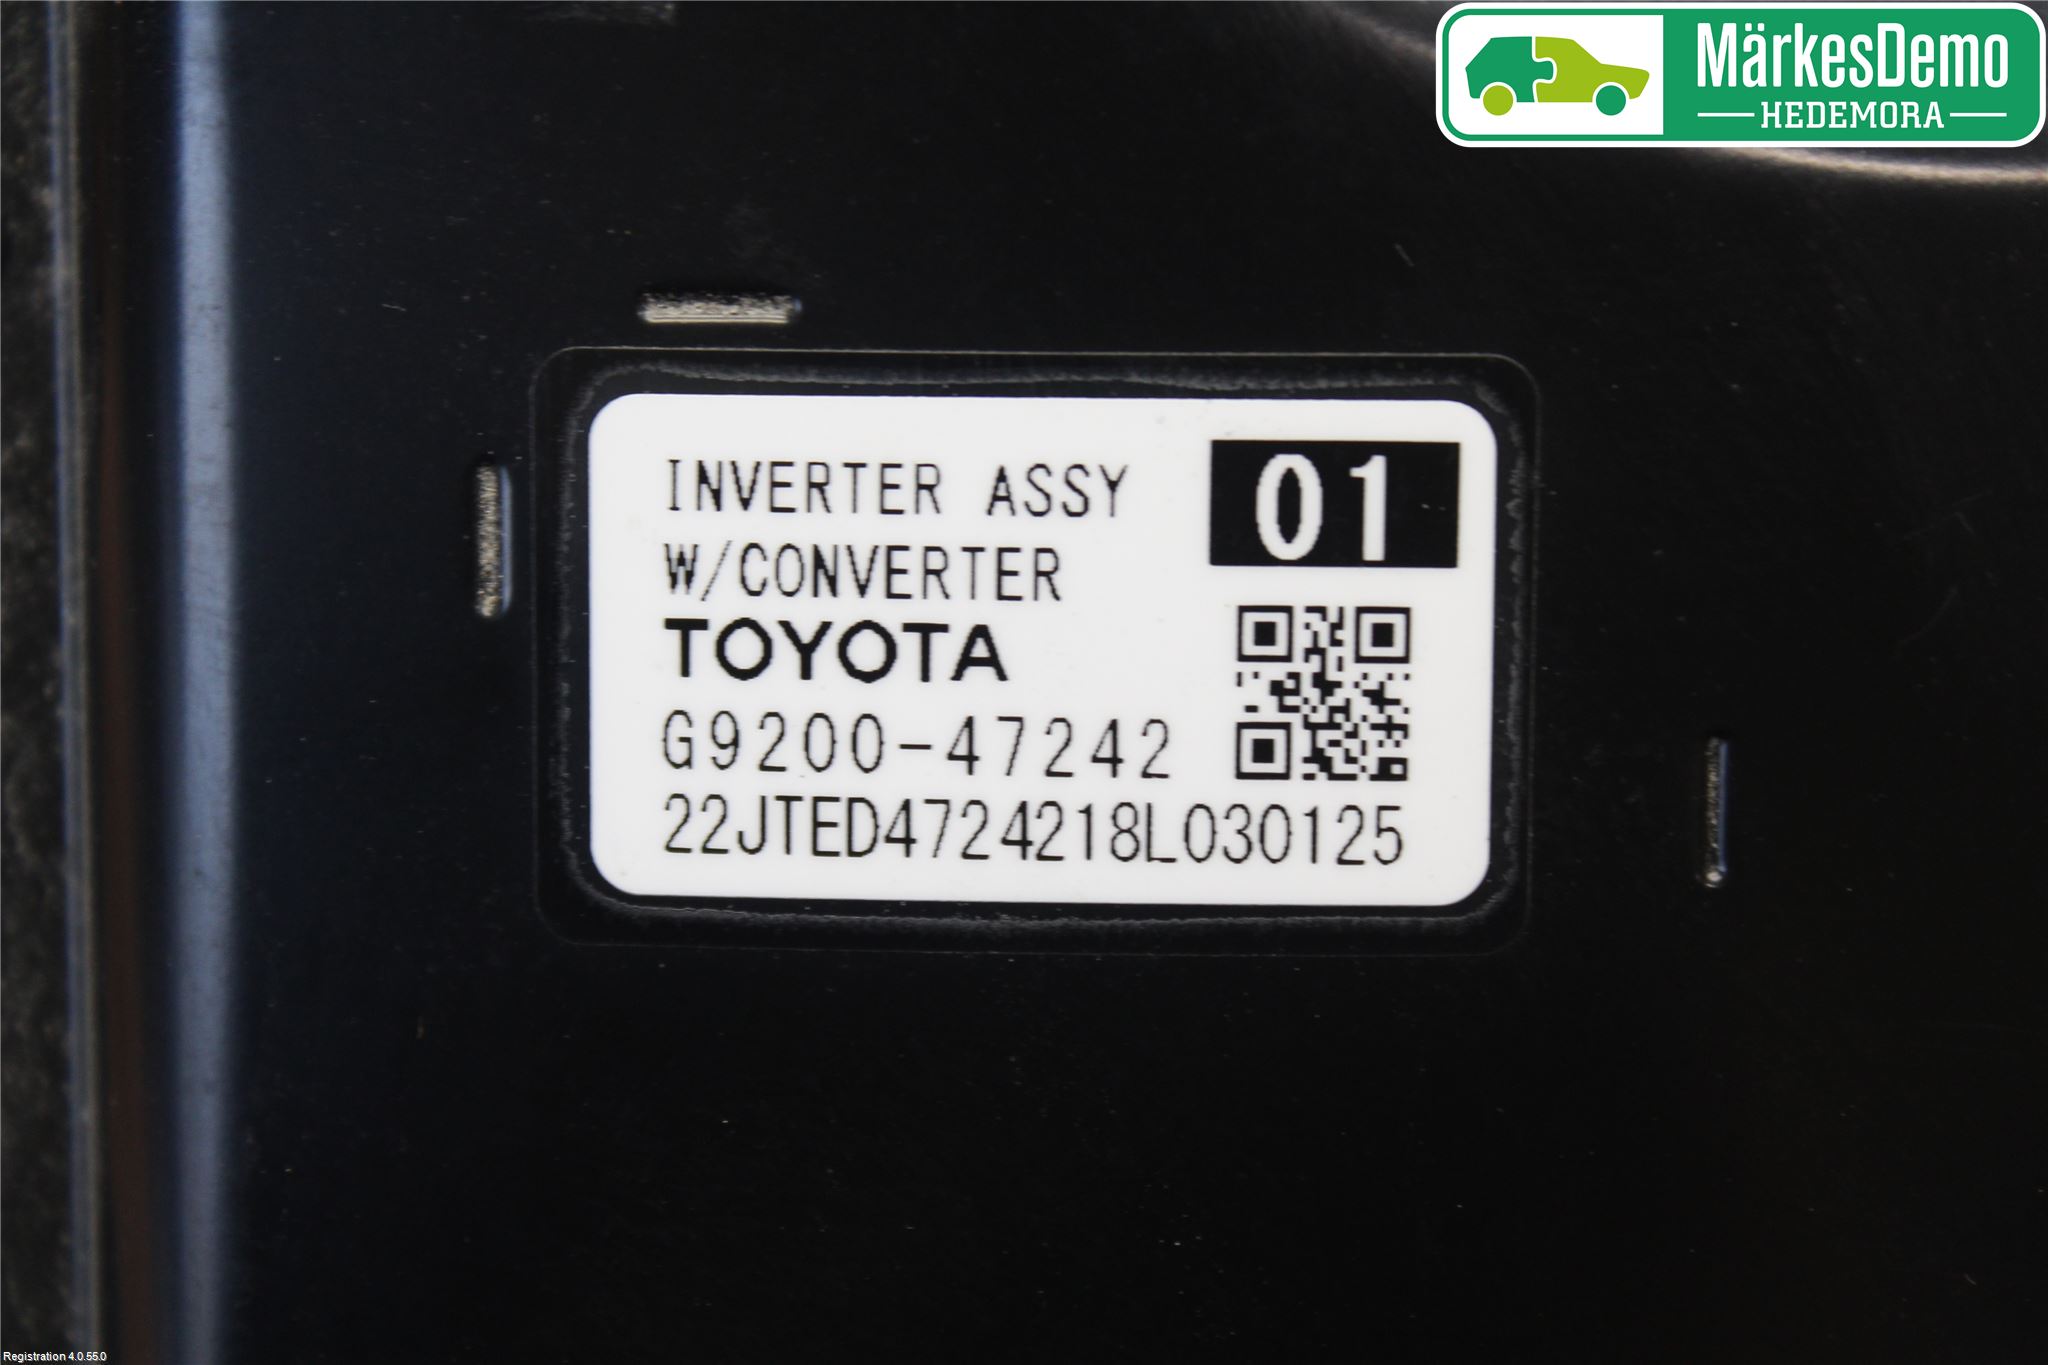 MärkesDemo
HEDEMORA
INVERTER ASSY
01
W/CONVERTER
TOYOTA
G9200-47242
22JTED4724218L030125
Registration 4.0.55.0